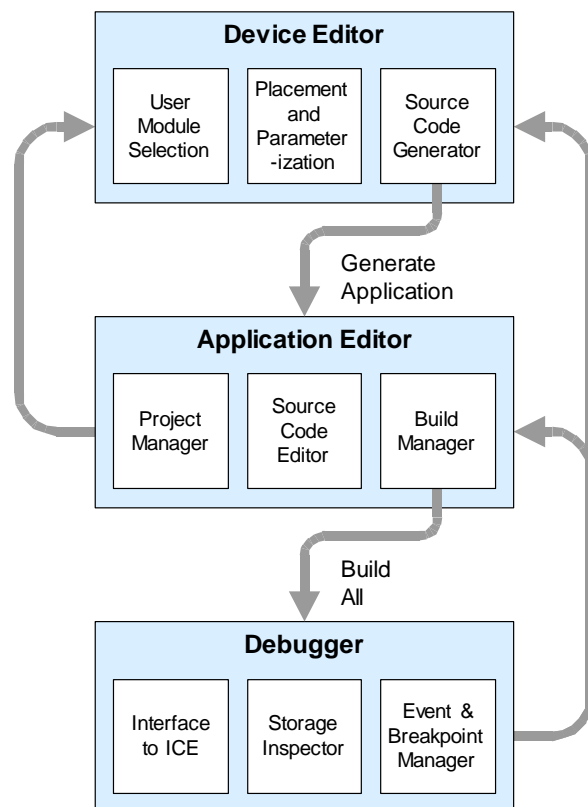 Device Editor
User
Module
Selection
Placement
and
Parameter
-ization
Source
Code
Generator
Generate
Application
Application Editor
Project
Manager
Source
Code
Editor
Build
Manager
Build
All
Debugger
Interface
to ICE
Storage
Inspector
Event &
Breakpoint
Manager